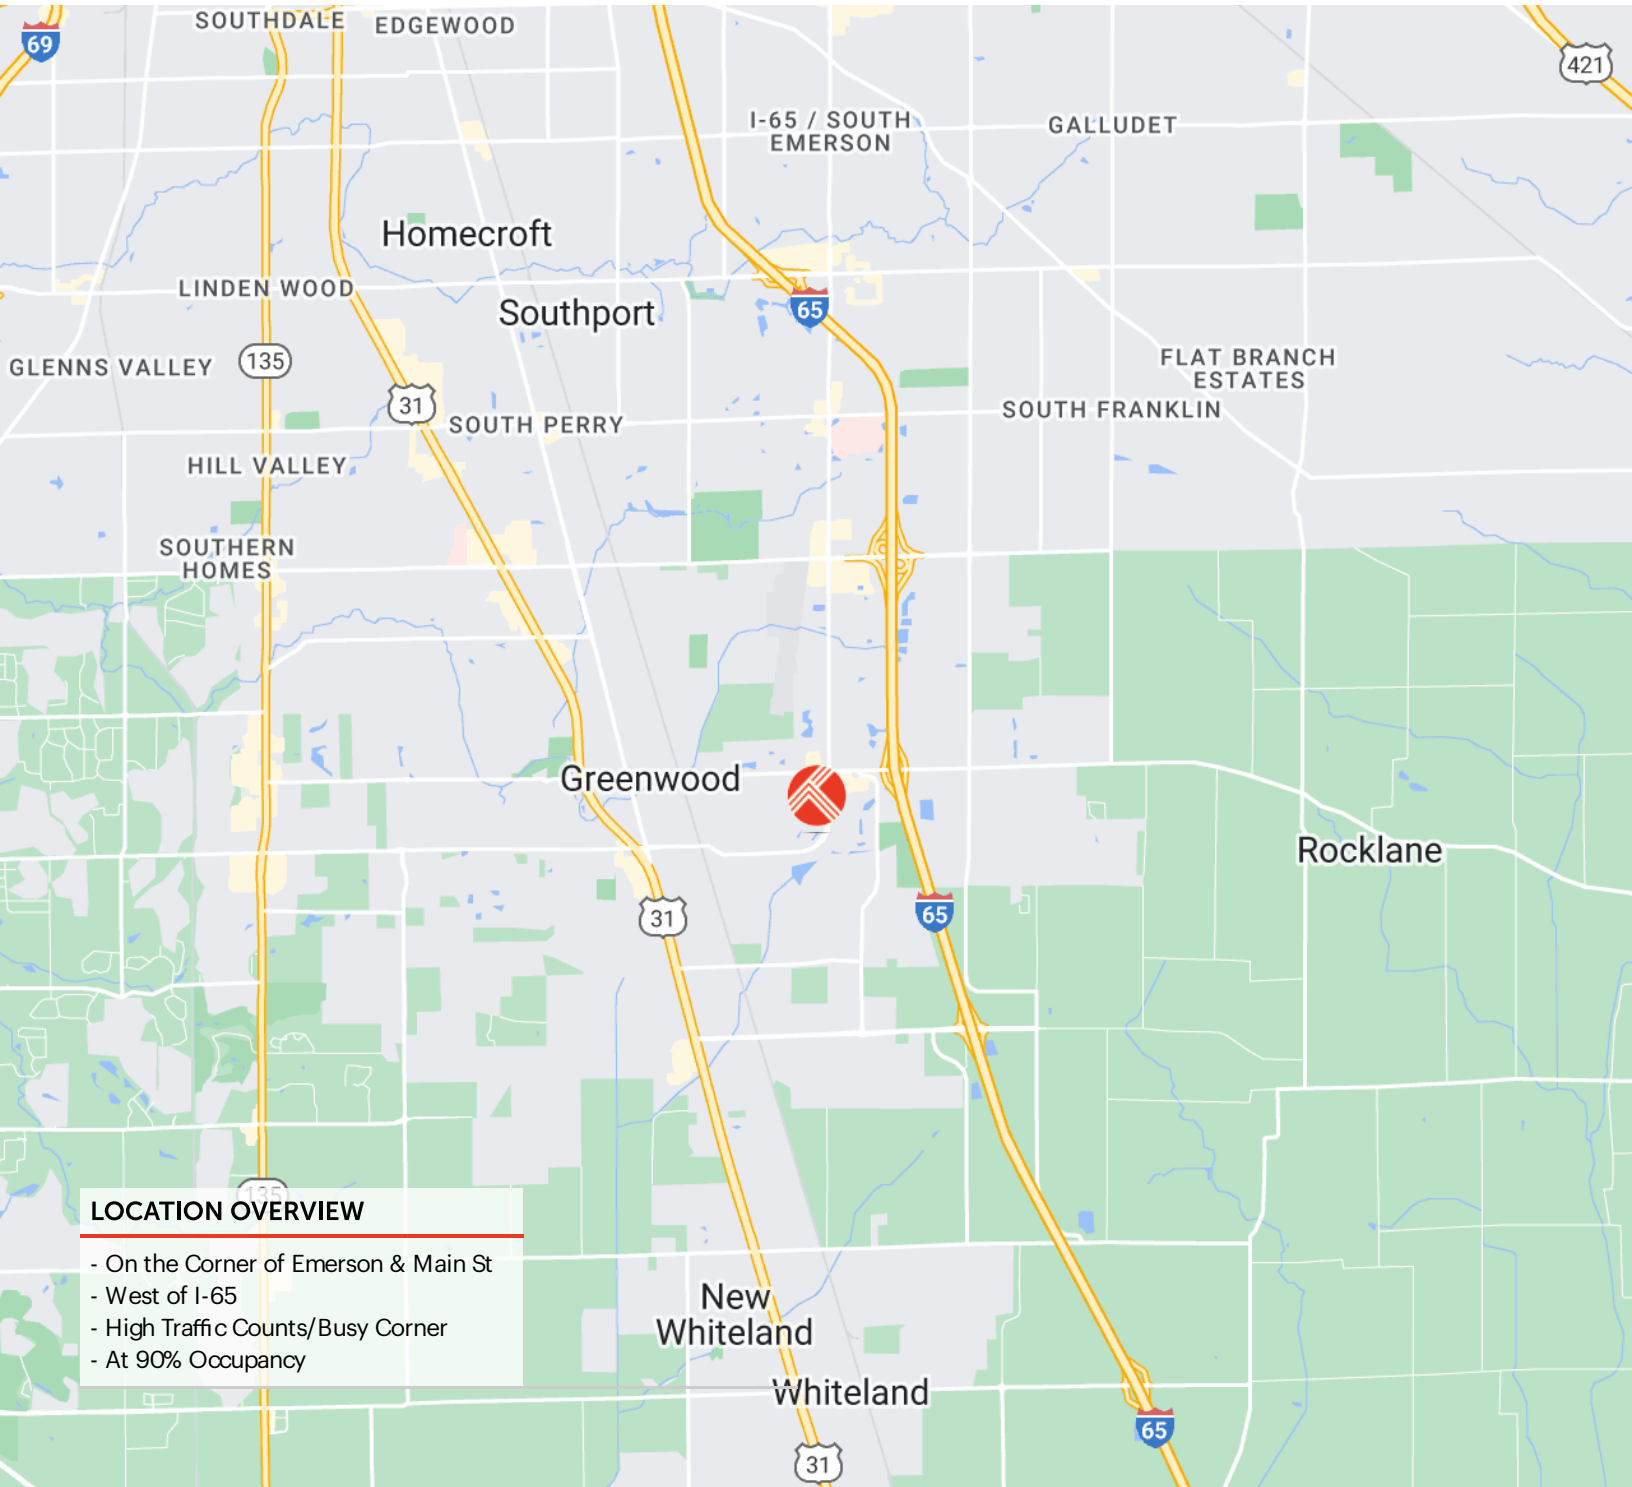 SOUTHDALE
EDGEWOOD
69
421
I-65 / SOUTH
EMERSON
GALLUDET
Homecroft
LINDEN WOOD
Southport
65
135
GLENNS VALLEY
FLAT BRANCH
ESTATES
31
SOUTH PERRY
SOUTH FRANKLIN
HILL VALLEY
SOUTHERN
HOMES
Greenwood
Rocklane
31
65
135
LOCATION OVERVIEW
- On the Corner of Emerson & Main St
- West of I-65
- High Traffic Counts/Busy Corner
- At 90% Occupancy
New
Whiteland
Whiteland
65
31